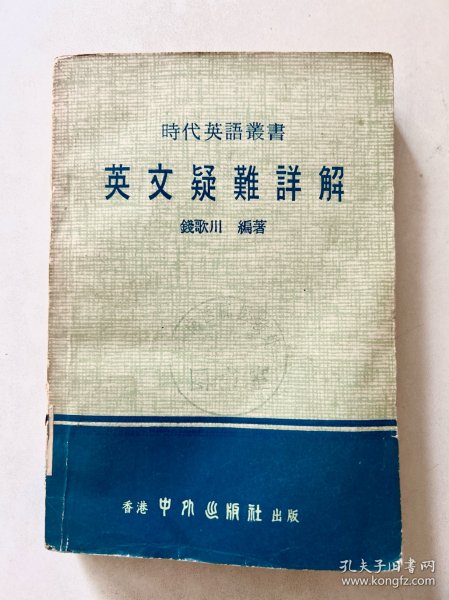 時代英語叢書
英文疑難詳解
錢歌川 編著
香港 中外出版社 出版
孔夫子旧书网
www.kongfz.com